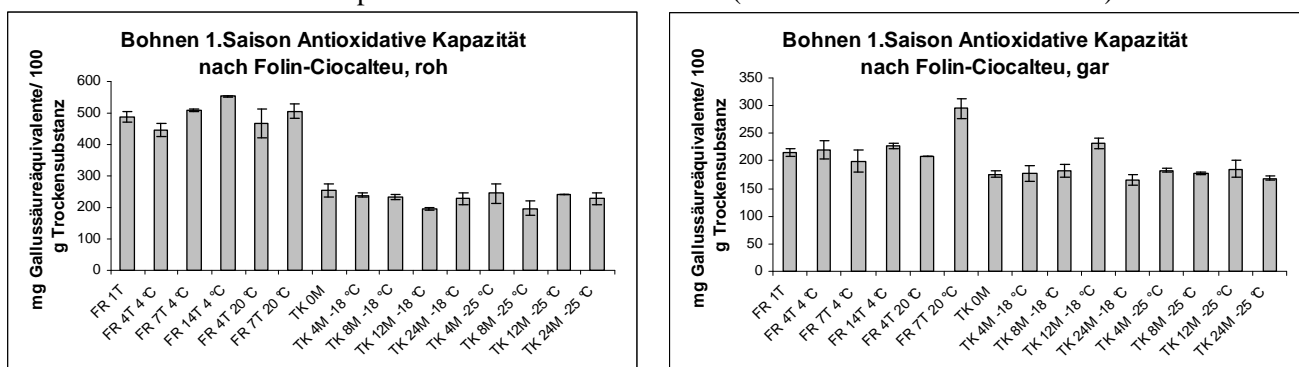 Bohnen 1.Saison Antioxidative Kapazität
nach Folin-Ciocalteu, roh
mg Gallussäureäquivalente/ 100
g Trockensubstanz
600
500
400
300
200
100
0
FR 1T
FR 4T 4 °C
FR 7T 4 °C
FR 14T 4 °C
FR 4T 20 °C
FR 7T 20 °C
TK 0M
TK 4M -18 °C
TK 8M -18 °C
TK 12M -18 °C
TK 24M -18 °C
TK 4M -25 °C
TK 8M -25 °C
TK 12M -25 °C
TK 24M -25 °C
Bohnen 1.Saison Antioxidative Kapazität
nach Folin-Ciocalteu, gar
mg Gallussäureäquivalente/ 100
g Trockensubstanz
350
300
250
200
150
100
50
0
FR 1T
FR 4T 4 °C
FR 7T 4 °C
FR 14T 4 °C
FR 4T 20 °C
FR 7T 20 °C
TK 0M
TK 4M -18 °C
TK 8M -18 °C
TK 12M -18 °C
TK 24M -18 °C
TK 4M -25 °C
TK 8M -25 °C
TK 12M -25 °C
TK 24M -25 °C